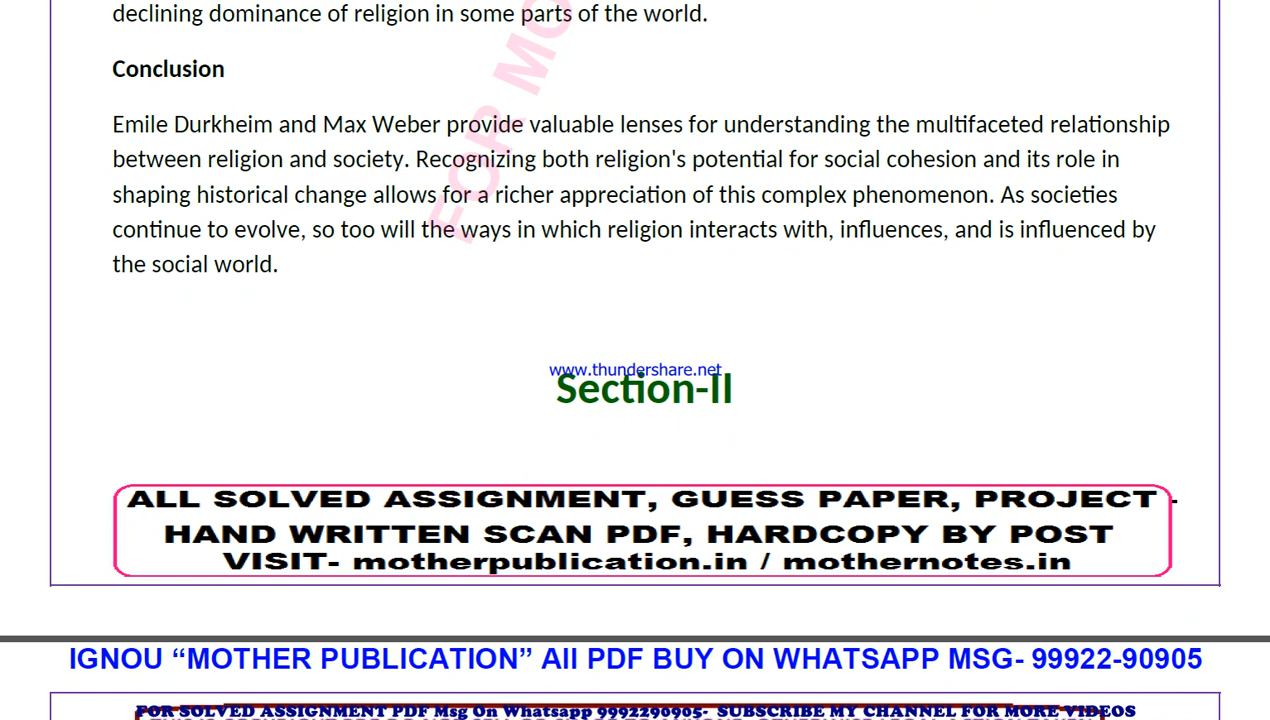 declining dominance of religion in some parts of the world.
Conclusion
Emile Durkheim and Max Weber provide valuable lenses for understanding the multifaceted relationship
between religion and society. Recognizing both religion's potential for social cohesion and its role in
shaping historical change allows for a richer appreciation of this complex phenomenon. As societies
continue to evolve, so too will the ways in which religion interacts with, influences, and is influenced by
the social world.
FOR MO
www.thundershare.net
Section-II
ALL SOLVED ASSIGNMENT, GUESS PAPER, PROJECT -
HAND WRITTEN SCAN PDF, HARDCOPY BY POST
VISIT- motherpublication.in / mothernotes.in
IGNOU “MOTHER PUBLICATION” All PDF BUY ON WHATSAPP MSG- 99922-90905
FOR SOLVED ASSIGNMENT PDF Msg On Whatsapp 9992290905- SUBSCRIBE MY CHANNEL FOR MORE VIDEOS